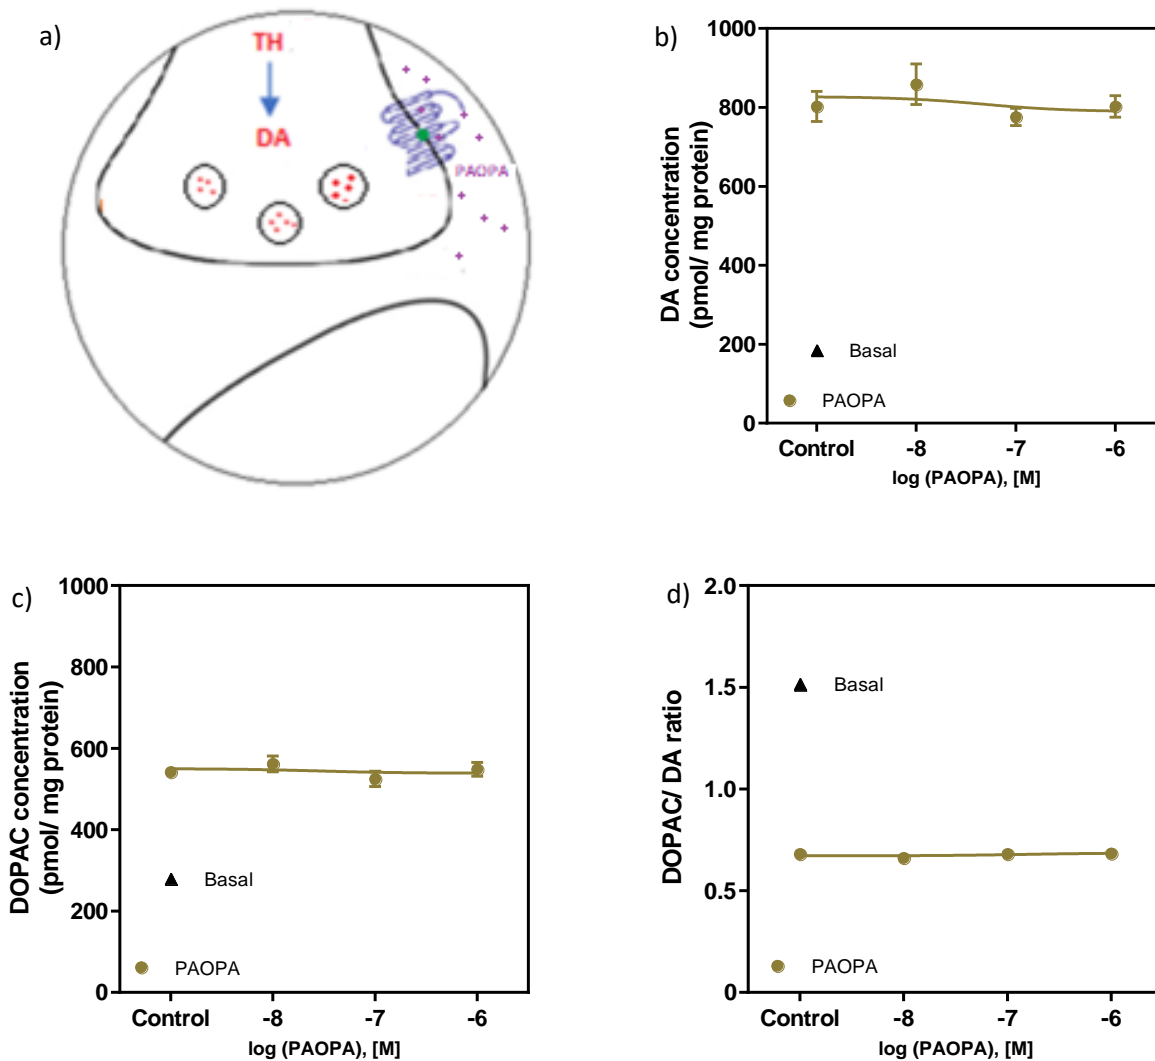 a)
TH
DA
PAOPA
b)
DA concentration
(pmol/ mg protein)
1000
800
600
400
200
0
Basal
PAOPA
Control -8 -7 -6
log (PAOPA), [M]
c)
DOPAC concentration
(pmol/ mg protein)
1000
800
600
400
200
0
Basal
PAOPA
Control -8 -7 -6
log (PAOPA), [M]
d)
DOPAC/ DA ratio
2.0
1.5
1.0
0.5
0
Basal
PAOPA
Control -8 -7 -6
log (PAOPA), [M]